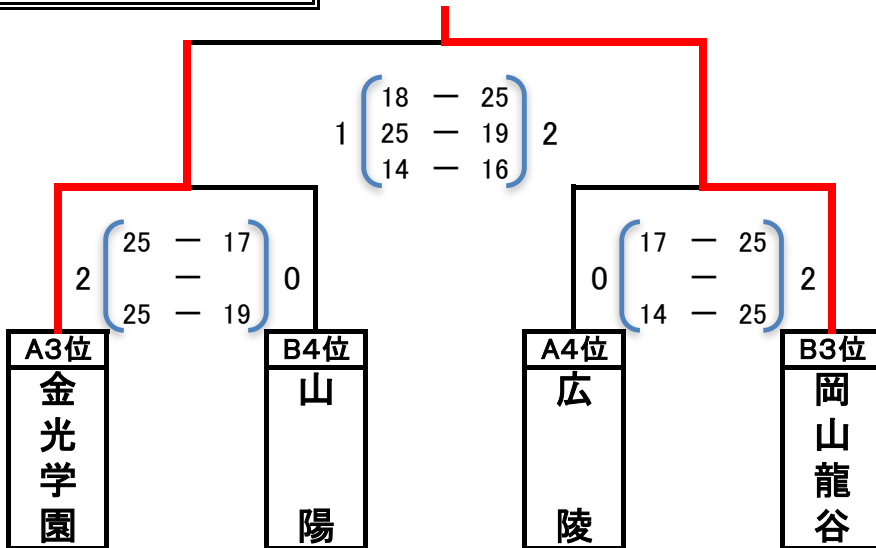 18 ー 25
1 25 ー 19 2
14 ー 16
25 ー 17
2 ー 0
25 ー 19
17 ー 25
0 ー 2
14 ー 25
A3位
金光学園
B4位
山陽
A4位
広陵
B3位
岡山龍谷